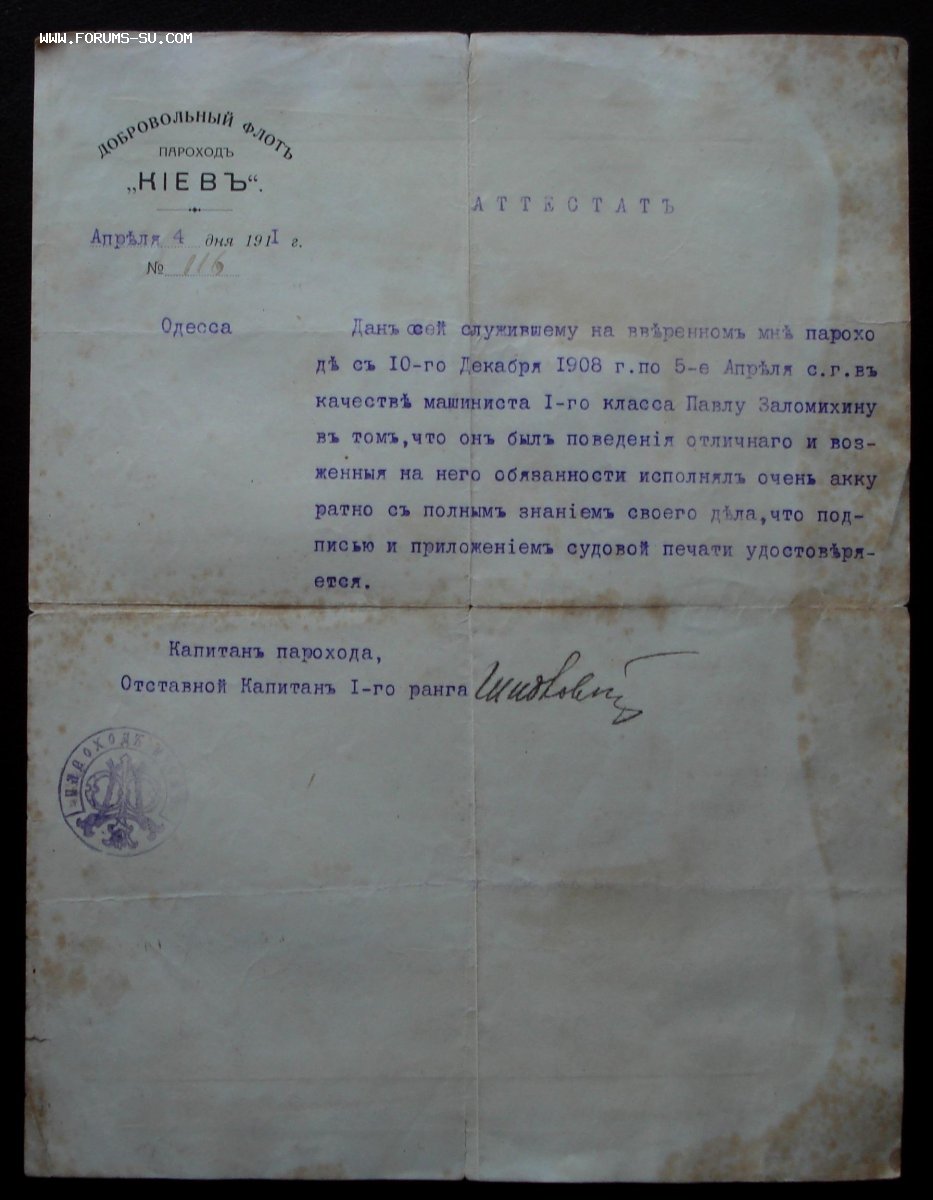 WWW.FORUMS-SU.COM
ДОБРОВОЛЬНЫЙ ФЛОТЪ
ПАРОХОДЪ
„КІЕВЪ“.
Апрѣля 4 дня 1911 г.
№ 116
АТТЕСТАТЪ
Одесса
Данъ сей служившему на ввѣренномъ мнѣ парохо
дѣ съ 10-го Декабря 1908 г.по 5-е Апрѣля с.г.въ
качествѣ машиниста I-го класса Павлу Заломихину
въ томъ,что онъ былъ поведенія отличнаго и воз-
женныя на него обязанности исполнялъ очень акку
ратно съ полнымъ знаніемъ своего дѣла,что под-
писью и приложеніемъ судовой печати удостовѣря-
ется.
Капитанъ парохода,
Отставной Капитанъ I-го ранга
ПАРОХОДЪ